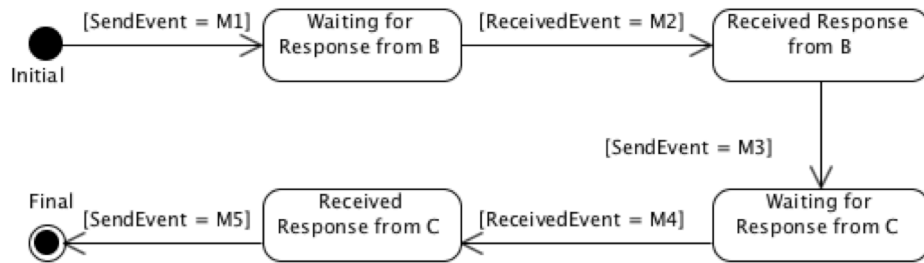 [SendEvent = M1]
Waiting for
Response from B
[ReceivedEvent = M2]
Received Response
from B
Initial
[SendEvent = M3]
Final
[SendEvent = M5]
Received
Response from C
[ReceivedEvent = M4]
Waiting for
Response from C